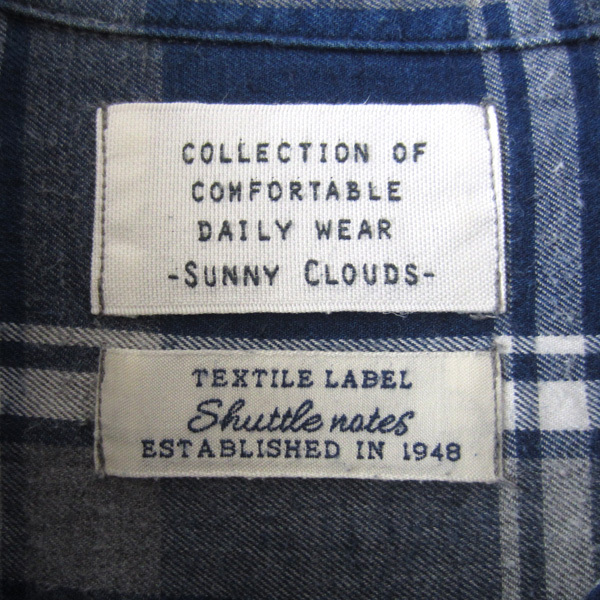 COLLECTION OF
COMFORTABLE
DAILY WEAR
-SUNNY CLOUDS-
TEXTILE LABEL
Shuttle notes
ESTABLISHED IN 1948